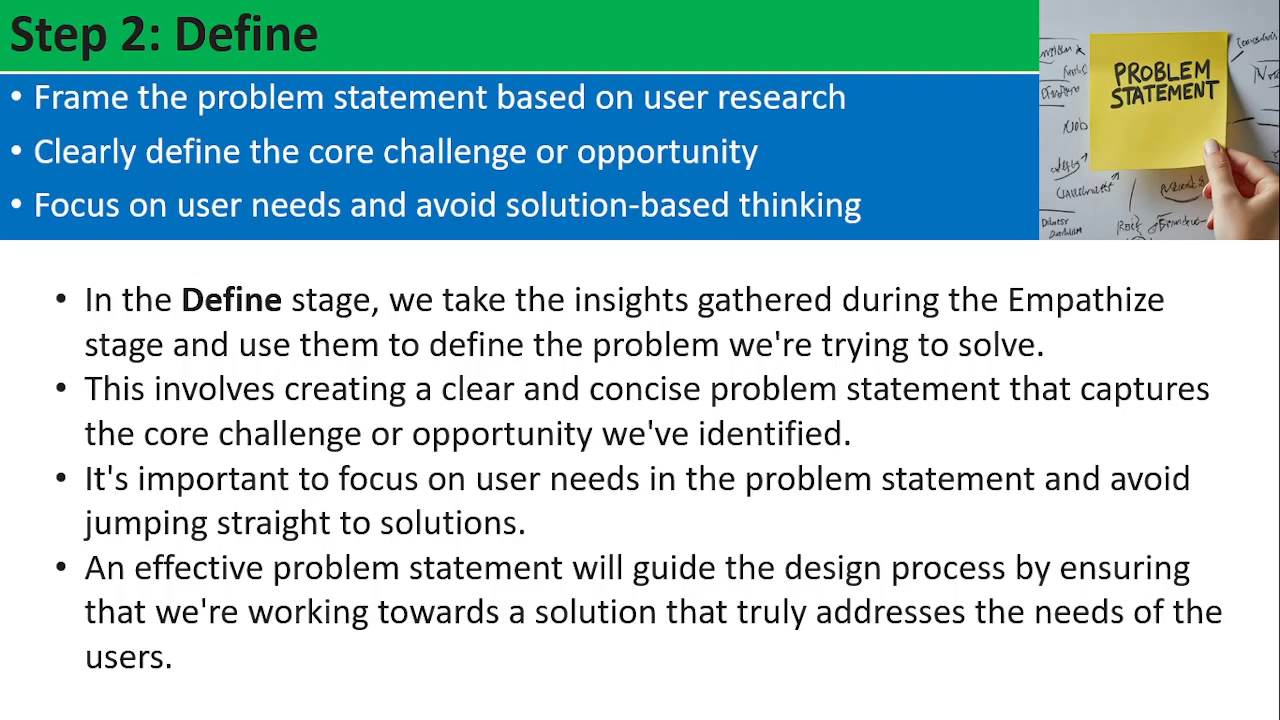 Step 2: Define
• Frame the problem statement based on user research
• Clearly define the core challenge or opportunity
• Focus on user needs and avoid solution-based thinking
PROBLEM
STATEMENT
• In the Define stage, we take the insights gathered during the Empathize
stage and use them to define the problem we're trying to solve.
• This involves creating a clear and concise problem statement that captures
the core challenge or opportunity we've identified.
• It's important to focus on user needs in the problem statement and avoid
jumping straight to solutions.
• An effective problem statement will guide the design process by ensuring
that we're working towards a solution that truly addresses the needs of the
users.